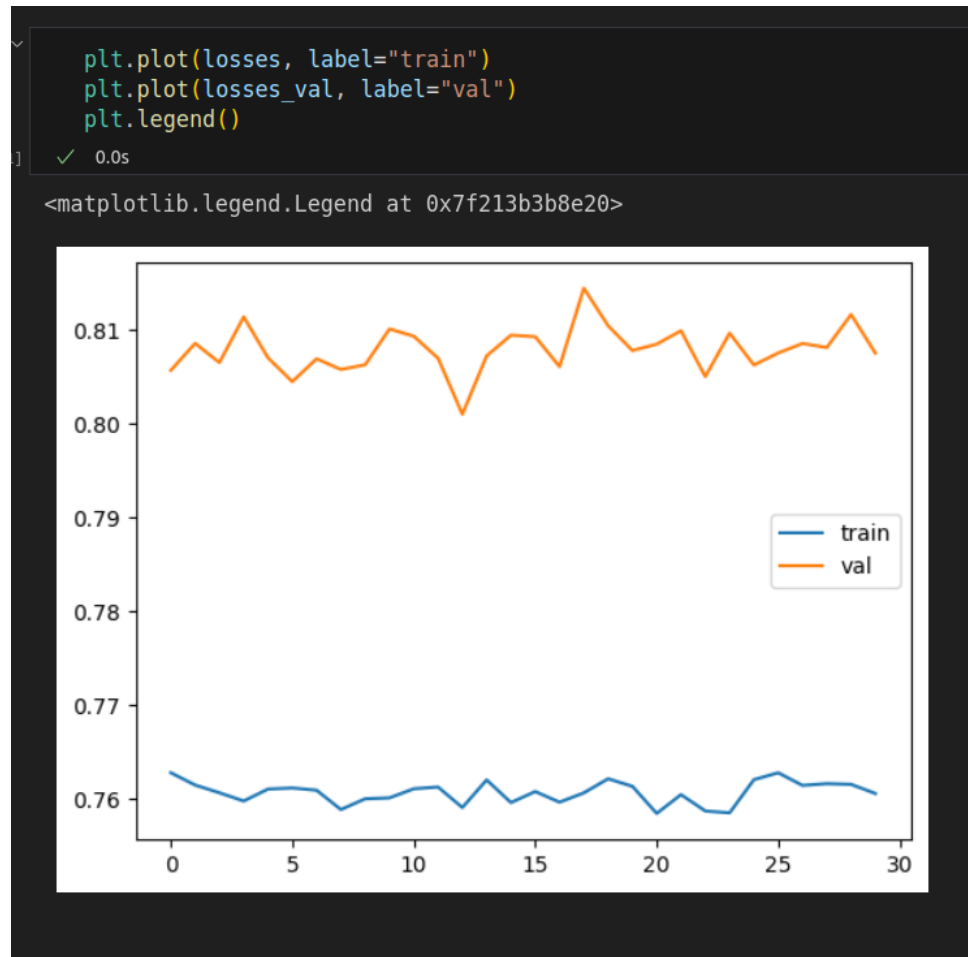 plt.plot(losses, label="train")
plt.plot(losses_val, label="val")
plt.legend()
] ✓ 0.0s
<matplotlib.legend.Legend at 0x7f213b3b8e20>
0.81
0.80
0.79
0.78
0.77
0.76
train
val
0 5 10 15 20 25 30